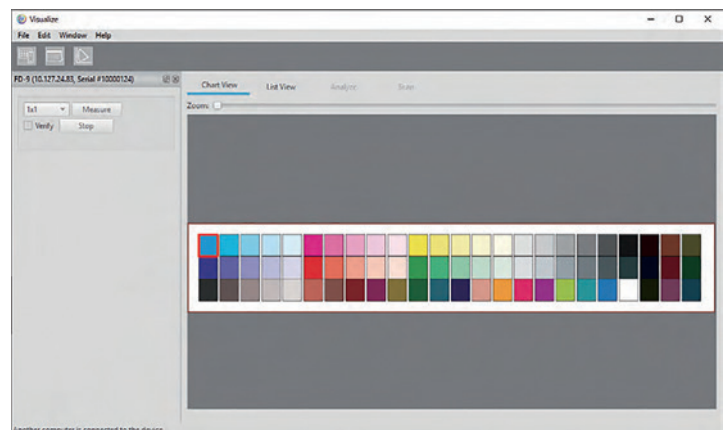 Visualize
File Edit Window Help
FD-9 (10.127.24.83, Serial #10000124)
Chart View List View Analyze Scan
1x1 Measure
Zoom:
Verify Stop
Another computer is connected to the device